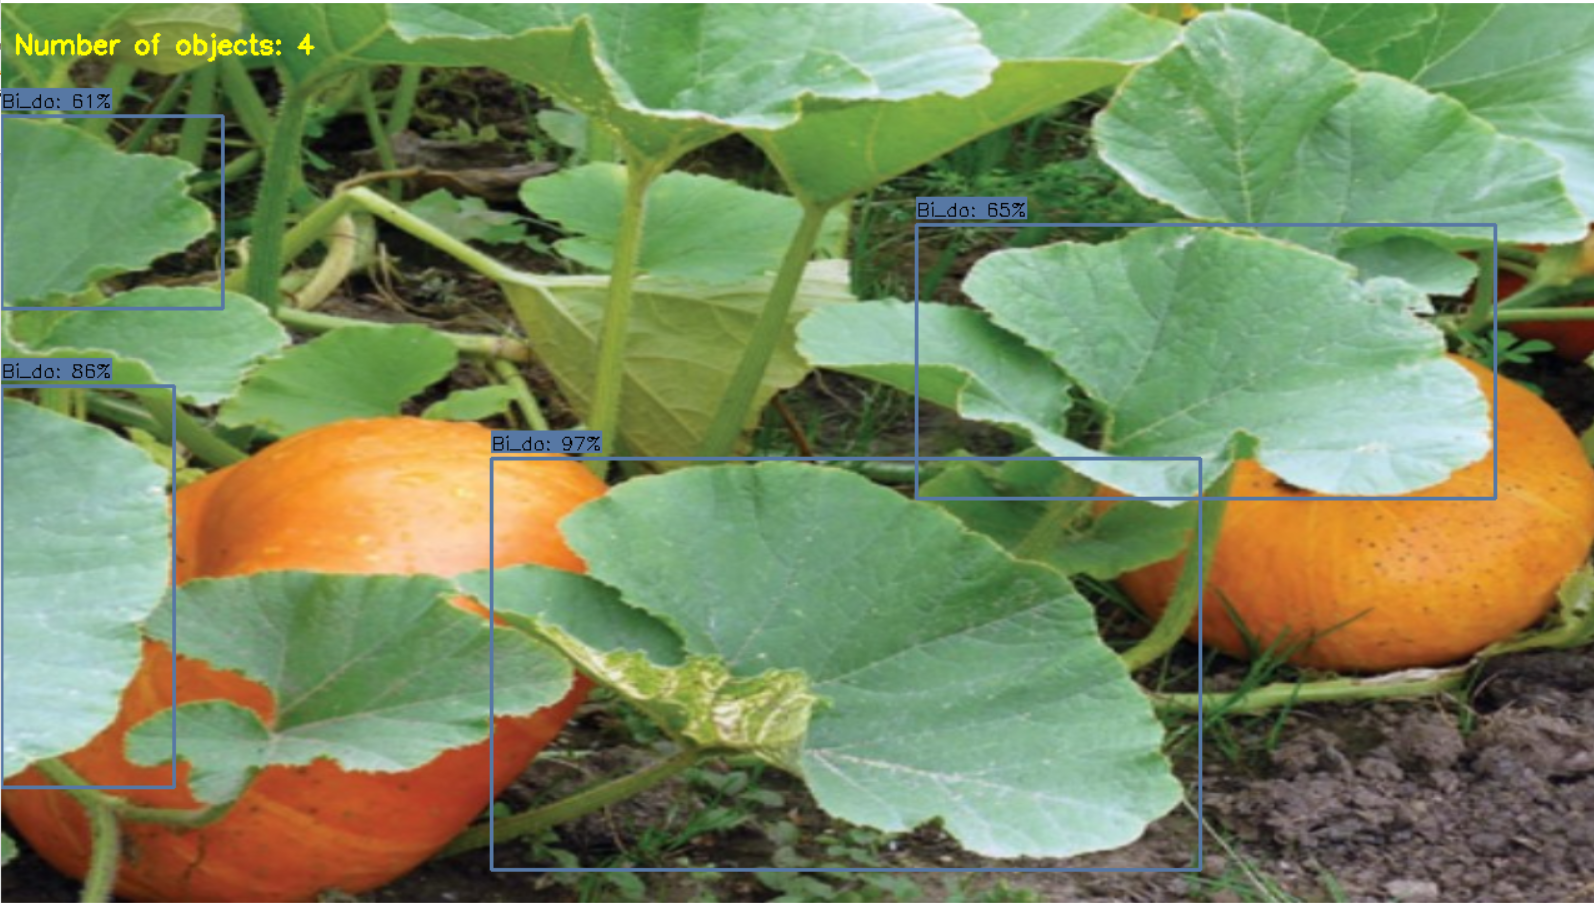 Number of objects: 4
Bi_do: 61%
Bi_do: 65%
Bi_do: 86%
Bi_do: 97%